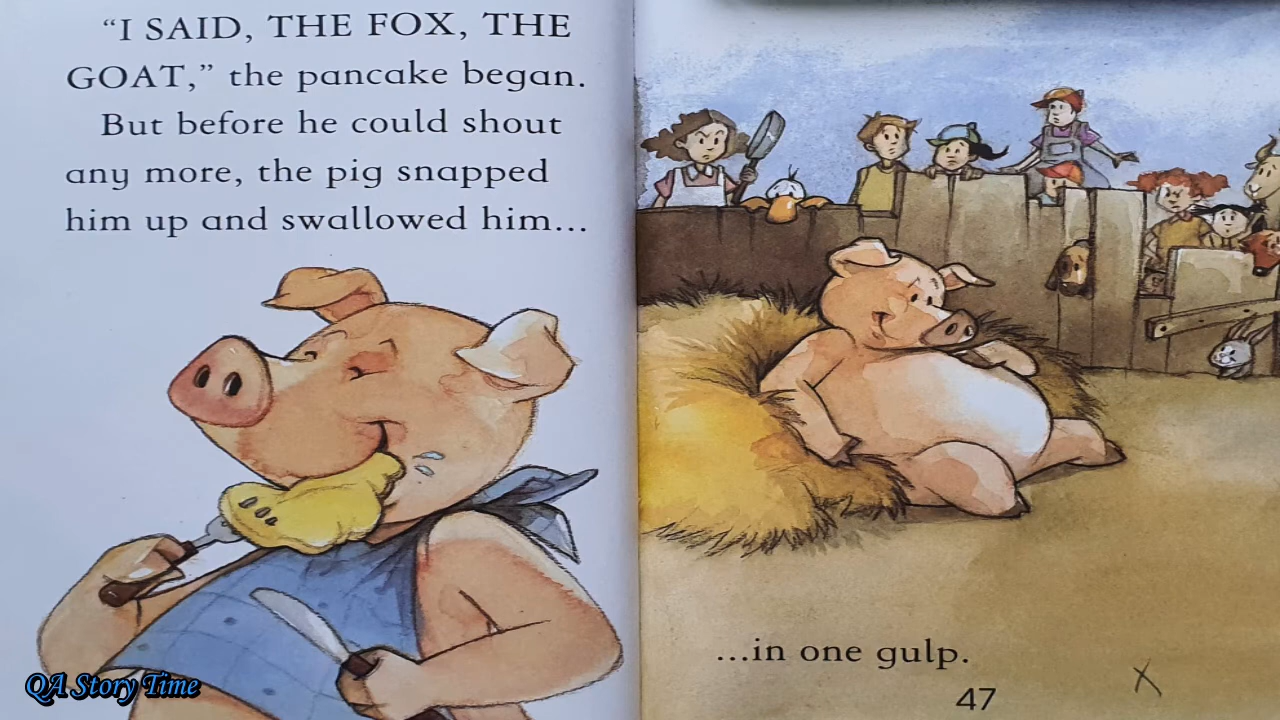 “I SAID, THE FOX, THE
GOAT,” the pancake began.
But before he could shout
any more, the pig snapped
him up and swallowed him...
...in one gulp.
47
X
QA Story Time